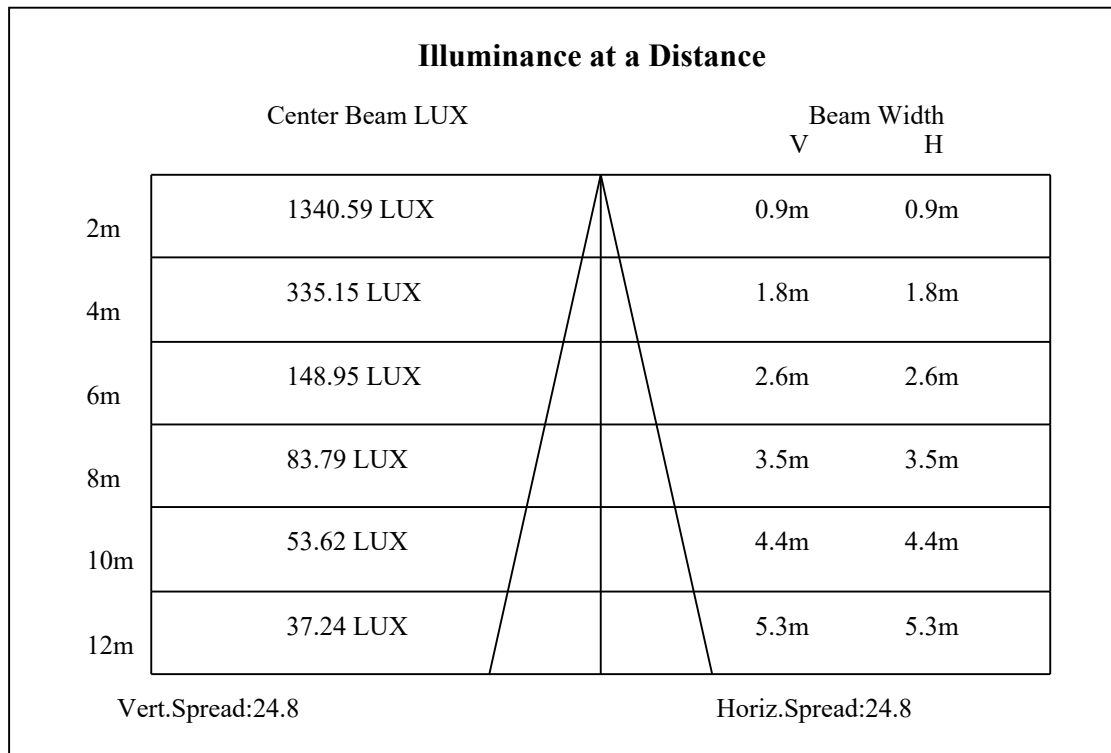 Illuminance at a Distance
Center Beam LUX Beam Width
V H
2m 1340.59 LUX 0.9m 0.9m
4m 335.15 LUX 1.8m 1.8m
6m 148.95 LUX 2.6m 2.6m
8m 83.79 LUX 3.5m 3.5m
10m 53.62 LUX 4.4m 4.4m
12m 37.24 LUX 5.3m 5.3m
Vert.Spread:24.8 Horiz.Spread:24.8